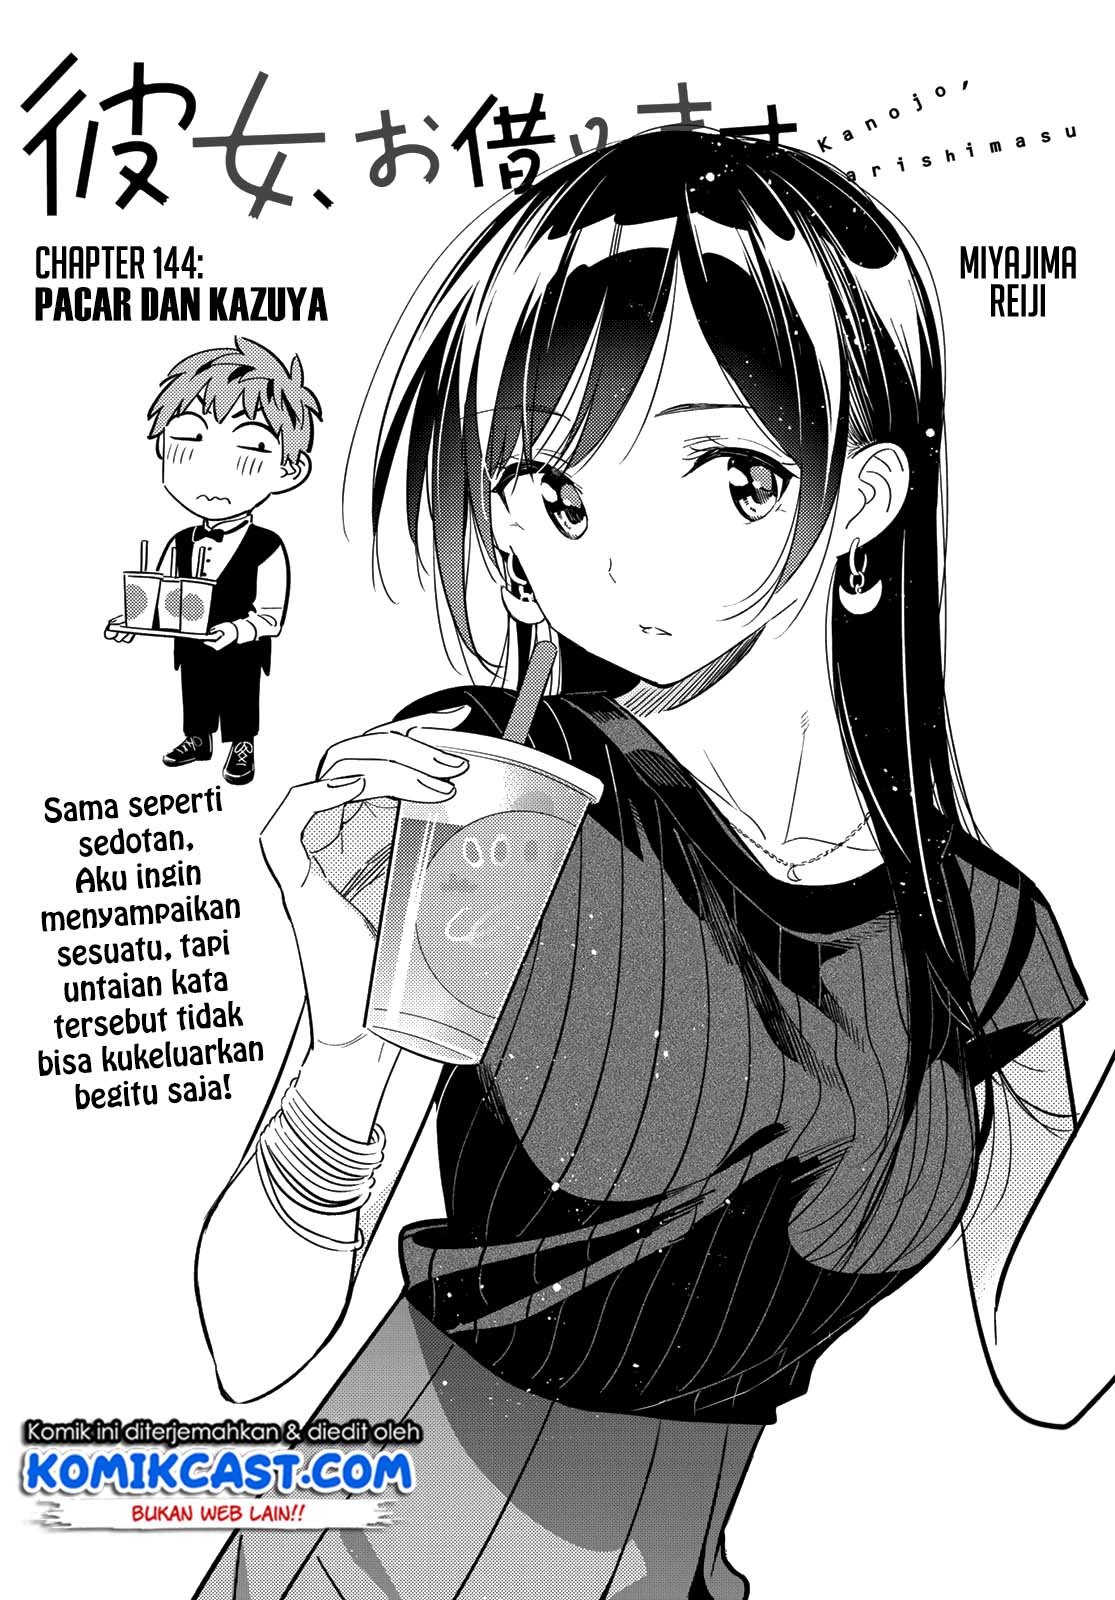 彼女、お借りします
Kanojo,
arishimasu
CHAPTER 144:
PACAR DAN KAZUYA
MIYAJIMA
REIJI
Sama seperti
sedotan,
Aku ingin
menyampaikan
sesuatu, tapi
untaian kata
tersebut tidak
bisa kukeluarkan
begitu saja!
Komik ini diterjemahkan & diedit oleh
KOMIKCAST.COM
BUKAN WEB LAIN!!